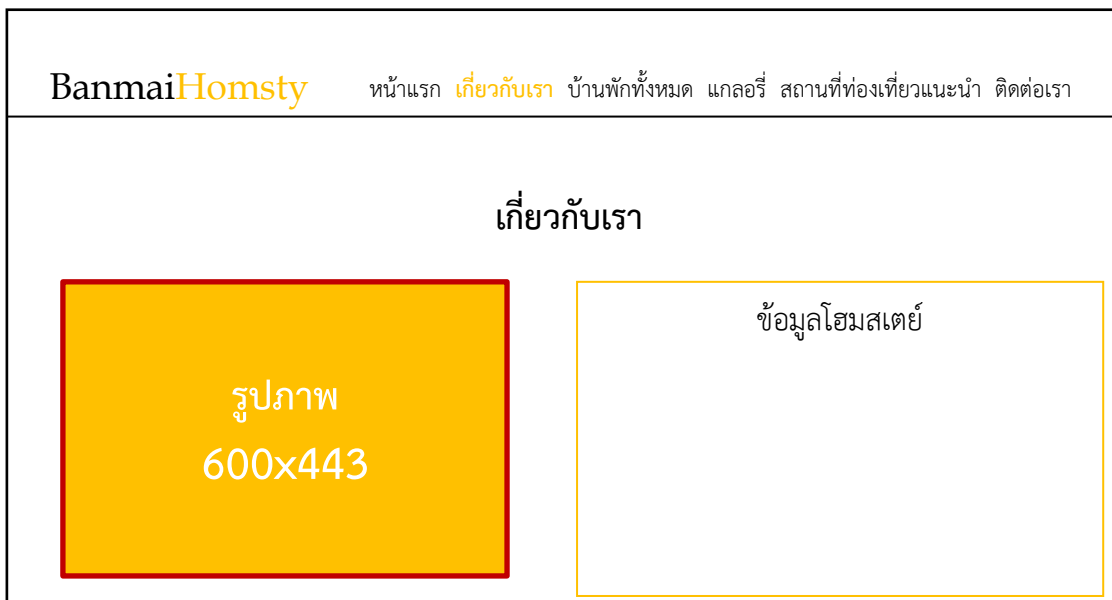 BanmaiHomsty หน้าแรก เกี่ยวกับเรา บ้านพักทั้งหมด แกลอรี่ สถานที่ท่องเที่ยวแนะนำ ติดต่อเรา
เกี่ยวกับเรา
รูปภาพ
600x443
ข้อมูลโฮมสเตย์